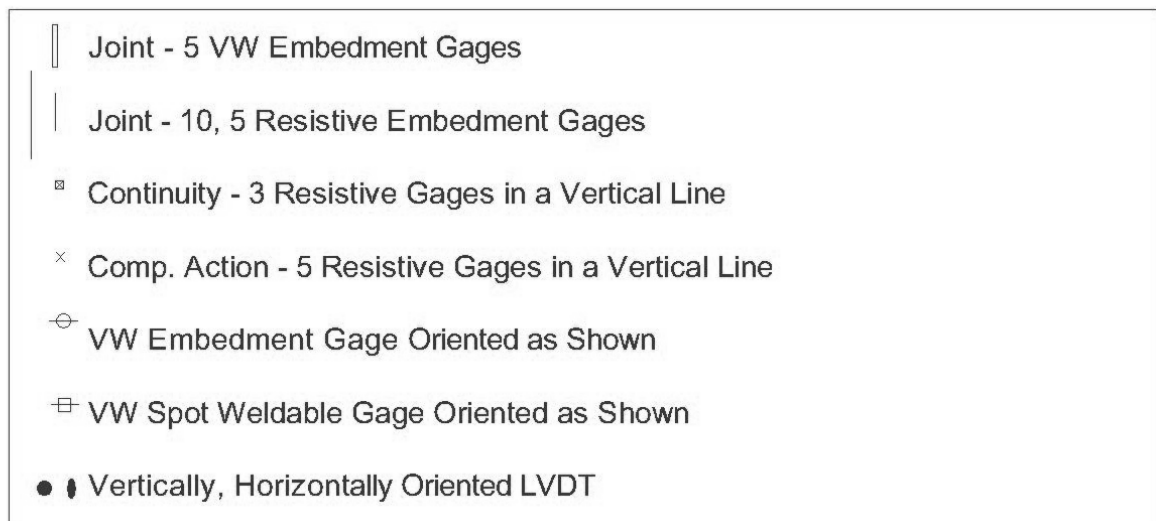 Joint - 5 VW Embedment Gages
Joint - 10, 5 Resistive Embedment Gages
Continuity - 3 Resistive Gages in a Vertical Line
Comp. Action - 5 Resistive Gages in a Vertical Line
VW Embedment Gage Oriented as Shown
VW Spot Weldable Gage Oriented as Shown
Vertically, Horizontally Oriented LVDT